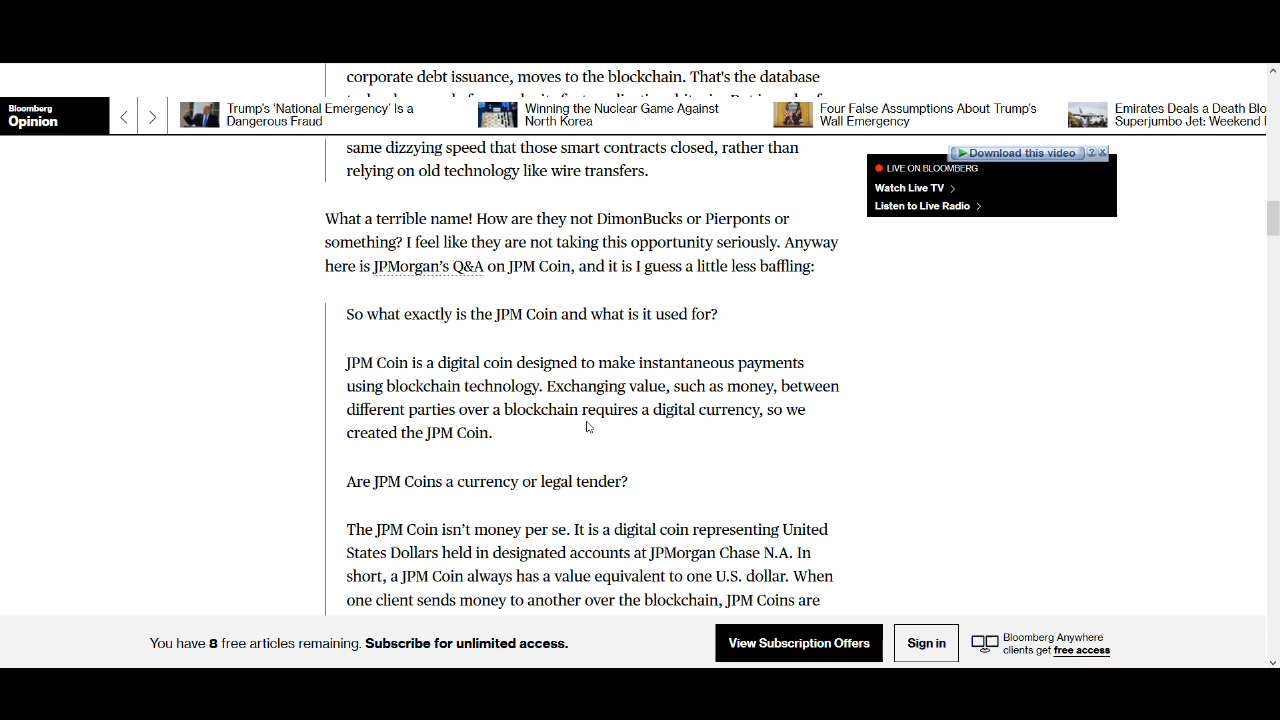 corporate debt issuance, moves to the blockchain. That's the database
Bloomberg
Opinion
Trump's 'National Emergency' Is a
Dangerous Fraud
Winning the Nuclear Game Against
North Korea
Four False Assumptions About Trump's
Wall Emergency
Emirates Deals a Death Blo
Superjumbo Jet: Weekend
same dizzying speed that those smart contracts closed, rather than
relying on old technology like wire transfers.
Download this video ? X
LIVE ON BLOOMBERG
Watch Live TV >
Listen to Live Radio >
What a terrible name! How are they not DimonBucks or Pierponts or
something? I feel like they are not taking this opportunity seriously. Anyway
here is JPMorgan's Q&A on JPM Coin, and it is I guess a little less baffling:
So what exactly is the JPM Coin and what is it used for?
JPM Coin is a digital coin designed to make instantaneous payments
using blockchain technology. Exchanging value, such as money, between
different parties over a blockchain requires a digital currency, so we
created the JPM Coin.
Are JPM Coins a currency or legal tender?
The JPM Coin isn't money per se. It is a digital coin representing United
States Dollars held in designated accounts at JPMorgan Chase N.A. In
short, a JPM Coin always has a value equivalent to one U.S. dollar. When
one client sends money to another over the blockchain, JPM Coins are
You have 8 free articles remaining. Subscribe for unlimited access.
View Subscription Offers
Sign in
Bloomberg Anywhere
clients get free access